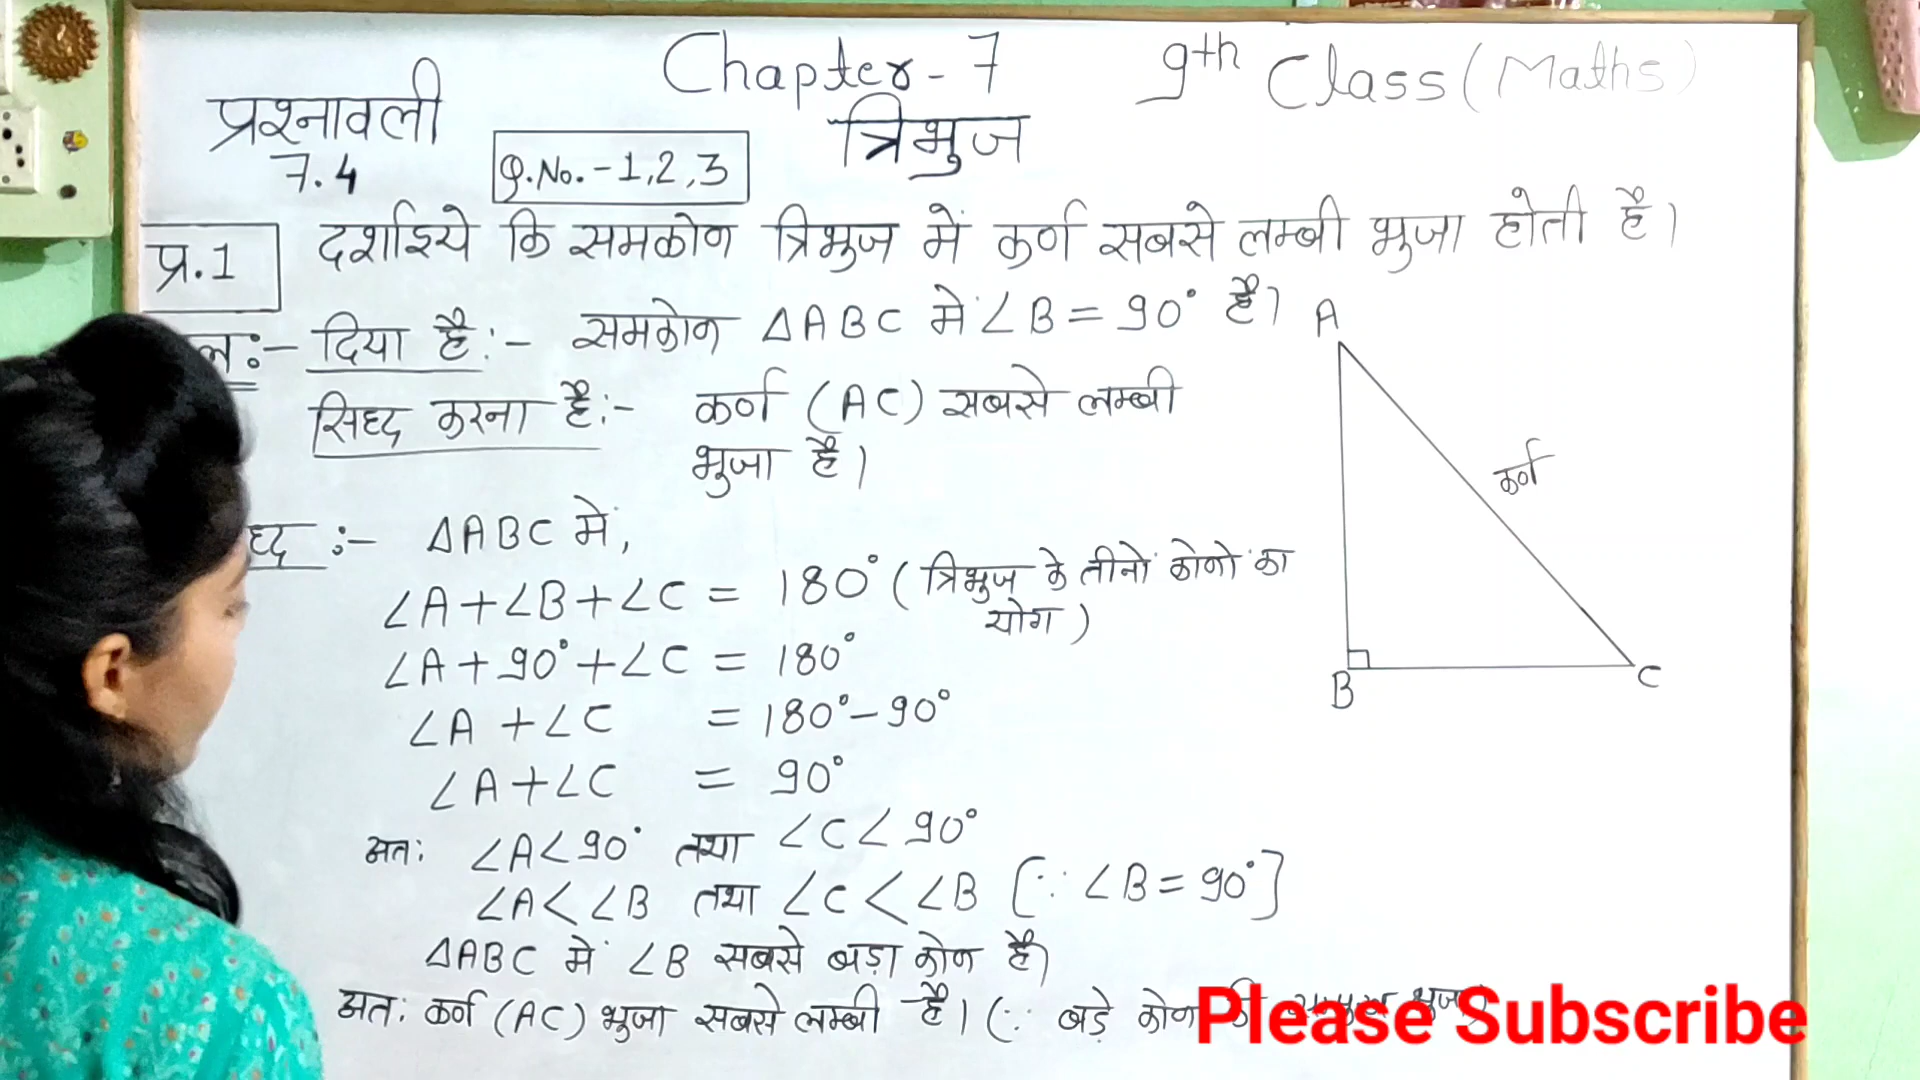 Chapter-7 9th Class (Maths)
प्रश्नावली 7.4
Q.No.-1,2,3
त्रिभुज
प्र.1 दर्शाइये कि समकोण त्रिभुज में कर्ण सबसे लम्बी भुजा होती है।
ल:- दिया है:- समकोण ΔABC में ∠B = 90° है।
सिद्ध करना है:- कर्ण (AC) सबसे लम्बी
भुजा है।
द्ध :- ΔABC में,
∠A+∠B+∠C = 180° (त्रिभुज के तीनों कोणों का
योग)
∠A+90°+∠C = 180°
∠A+∠C = 180°-90°
∠A+∠C = 90°
अत: ∠A<90° तथा ∠C<90°
∠A<∠B तथा ∠C<∠B [∵ ∠B=90°]
ΔABC में ∠B सबसे बड़ा कोण है।
अत: कर्ण (AC) भुजा सबसे लम्बी है। (∵ बड़े कोण
A
कर्ण
B
C
Please Subscribe